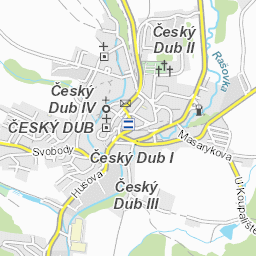 Český
Dub II
Rašovka
Český
Dub IV
ČESKÝ DUB
Svobody
Český Dub I
Masarykova
Husova
Český
Dub III
U Koupaliště